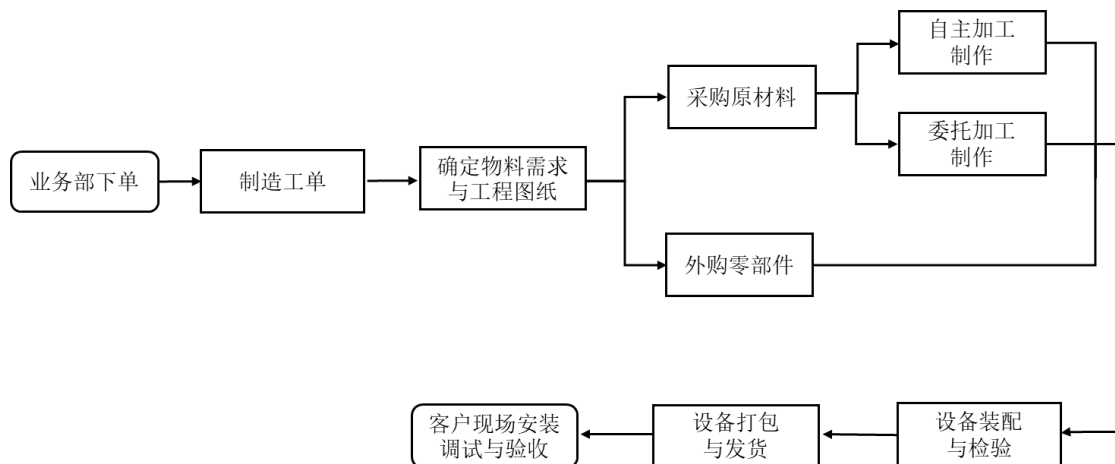 业务部下单
制造工单
确定物料需求
与工程图纸
采购原材料
自主加工
制作
委托加工
制作
外购零部件
设备装配
与检验
设备打包
与发货
客户现场安装
调试与验收